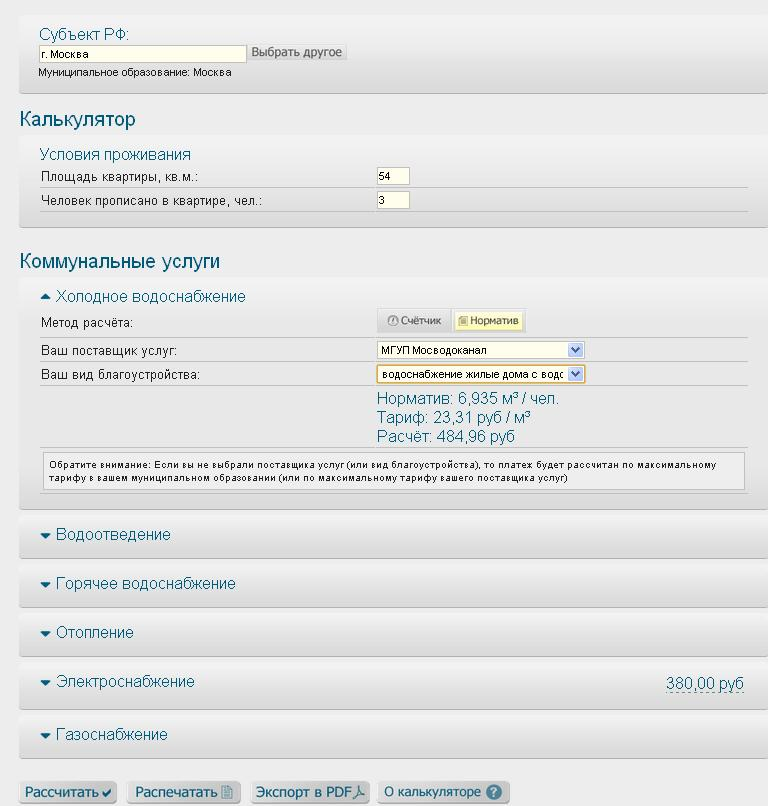 Субъект РФ:
г. Москва Выбрать другое
Муниципальное образование: Москва
Калькулятор
Условия проживания
Площадь квартиры, кв.м.: 54
Человек прописано в квартире, чел.: 3
Коммунальные услуги
Холодное водоснабжение
Метод расчёта: Счётчик Норматив
Ваш поставщик услуг: МГУП Мосводоканал
Ваш вид благоустройства: водоснабжение жилые дома с водо
Норматив: 6,935 м³ / чел.
Тариф: 23,31 руб / м³
Расчёт: 484,96 руб
Обратите внимание: Если вы не выбрали поставщика услуг (или вид благоустройства), то платеж будет рассчитан по максимальному
тарифу в вашем муниципальном образовании (или по максимальному тарифу вашего поставщика услуг)
Водоотведение
Горячее водоснабжение
Отопление
Электроснабжение 380,00 руб
Газоснабжение
Рассчитать Распечатать Экспорт в PDF О калькуляторе ?